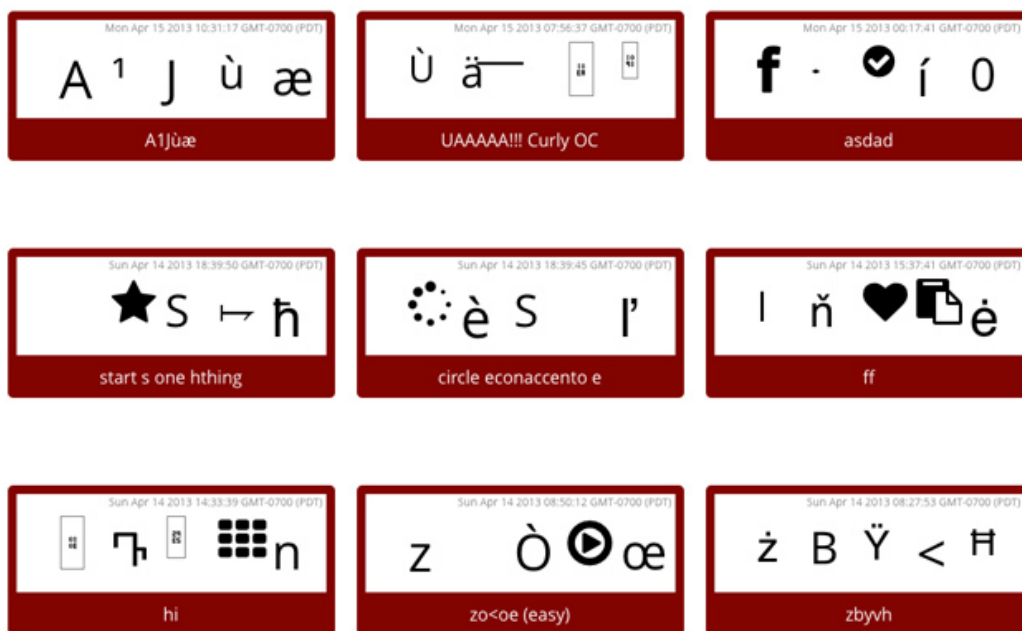 Mon Apr 15 2013 10:31:17 GMT-0700 (PDT)
A ¹ J ù æ
A1Jùæ
Mon Apr 15 2013 07:56:37 GMT-0700 (PDT)
Ù ä
UAAAAA!!! Curly OC
Mon Apr 15 2013 00:17:41 GMT-0700 (PDT)
f · í 0
asdad
Sun Apr 14 2013 18:39:50 GMT-0700 (PDT)
S ħ
start s one hthing
Sun Apr 14 2013 18:39:45 GMT-0700 (PDT)
è S ľ
circle econaccento e
Sun Apr 14 2013 15:37:41 GMT-0700 (PDT)
ň ė
ff
Sun Apr 14 2013 14:33:39 GMT-0700 (PDT)
n
hi
Sun Apr 14 2013 08:50:12 GMT-0700 (PDT)
z Ò œ
zo<oe (easy)
Sun Apr 14 2013 08:27:53 GMT-0700 (PDT)
ż B Ÿ < Ħ
zbyvh